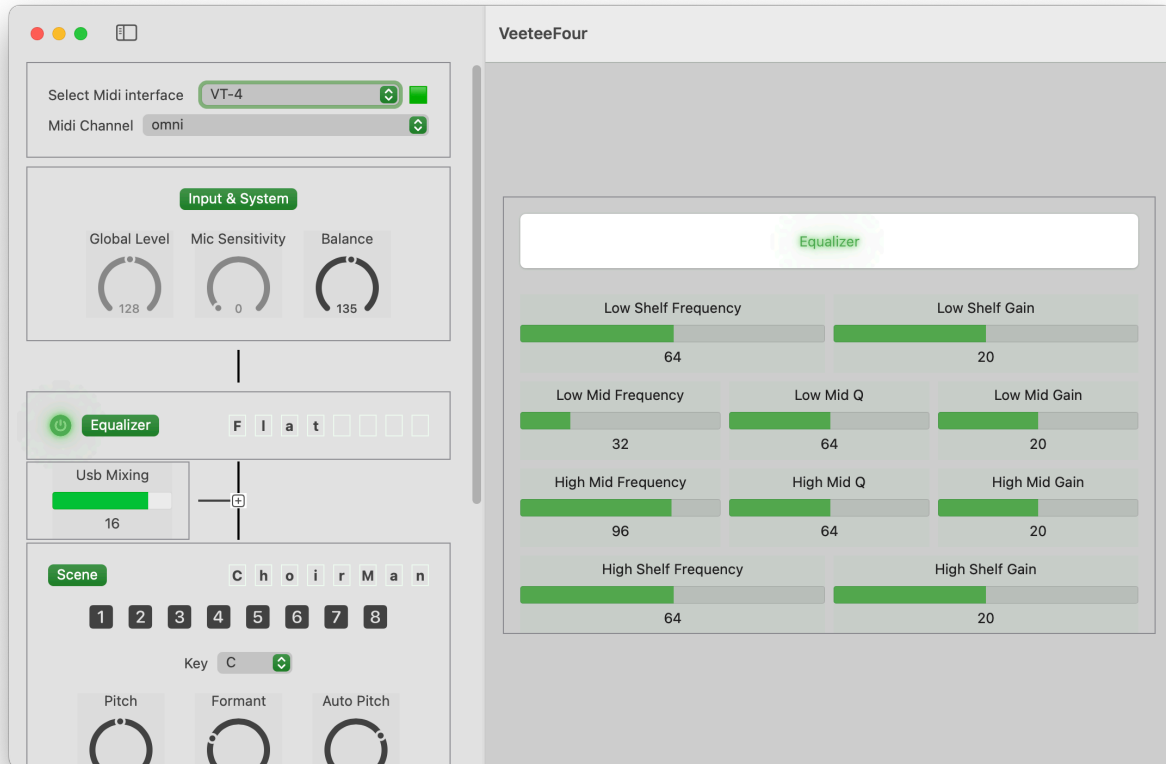 VeeteeFour
Select Midi interface VT-4
Midi Channel omni
Input & System
Global Level Mic Sensitivity Balance
128 0 135
Equalizer Flat
Usb Mixing
16
Scene ChoirMan
1 2 3 4 5 6 7 8
Key C
Pitch Formant Auto Pitch
Equalizer
Low Shelf Frequency Low Shelf Gain
64 20
Low Mid Frequency Low Mid Q Low Mid Gain
32 64 20
High Mid Frequency High Mid Q High Mid Gain
96 64 20
High Shelf Frequency High Shelf Gain
64 20